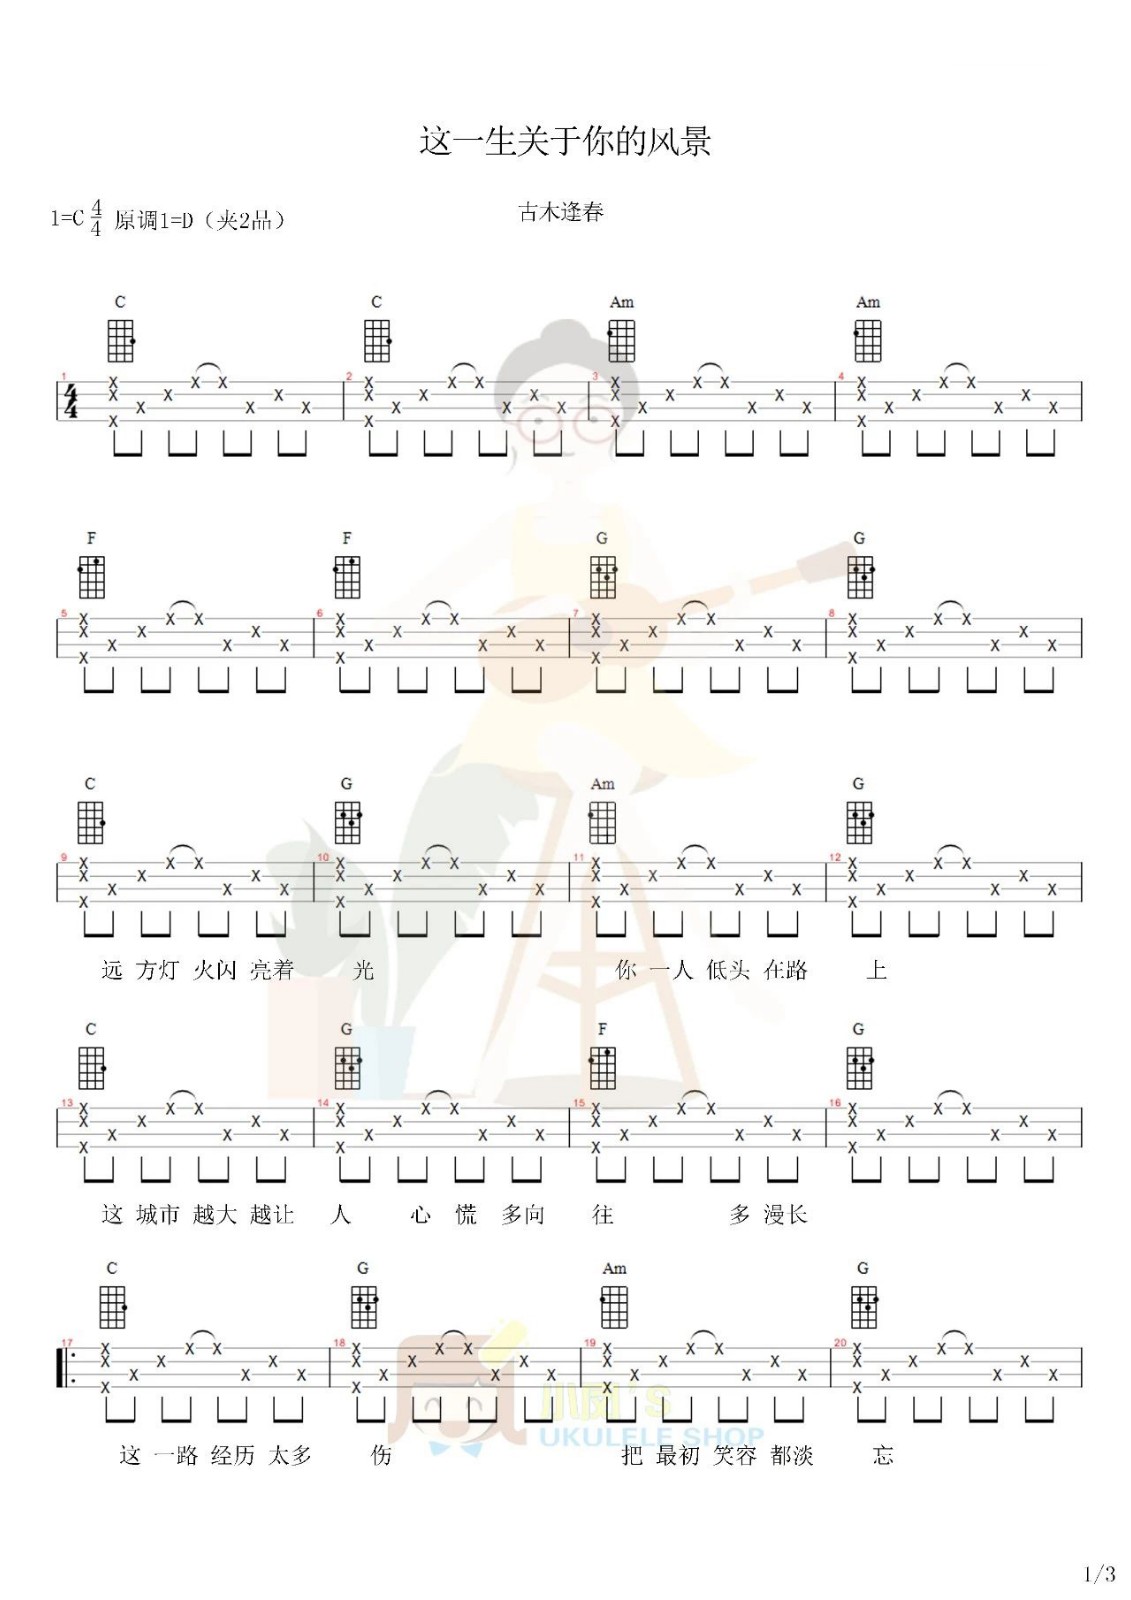 这一生关于你的风景
1=C 4/4 原调1=D（夹2品）
古木逢春
C C Am Am
1 2 3 4
F F G G
5 6 7 8
C G Am G
9 10 11 12
远 方灯 火闪 亮着 光 你 一人 低头 在路 上
C G F G
13 14 15 16
这 城市 越大 越让 人 心 慌 多向 往 多 漫长
C G Am G
17 18 19 20
这 一路 经历 太多 伤 把 最初 笑容 都淡 忘
UKULELE SHOP
1/3